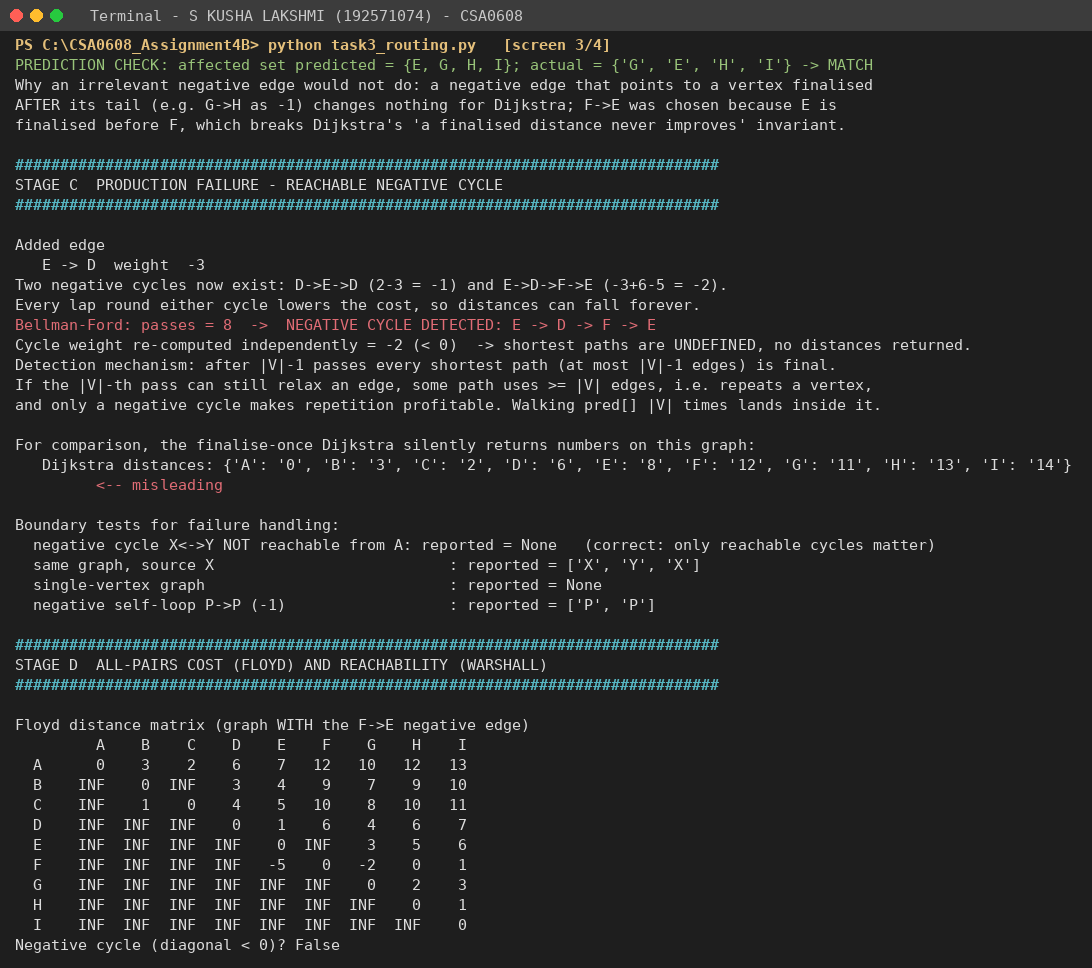 Terminal - S KUSHA LAKSHMI (192571074) - CSA0608
PS C:\CSA0608_Assignment4B> python task3_routing.py   [screen 3/4]
PREDICTION CHECK: affected set predicted = {E, G, H, I}; actual = {'G', 'E', 'H', 'I'} -> MATCH
Why an irrelevant negative edge would not do: a negative edge that points to a vertex finalised
AFTER its tail (e.g. G->H as -1) changes nothing for Dijkstra; F->E was chosen because E is
finalised before F, which breaks Dijkstra's 'a finalised distance never improves' invariant.
##############################################################################
STAGE C  PRODUCTION FAILURE - REACHABLE NEGATIVE CYCLE
##############################################################################
Added edge
   E -> D  weight  -3
Two negative cycles now exist: D->E->D (2-3 = -1) and E->D->F->E (-3+6-5 = -2).
Every lap round either cycle lowers the cost, so distances can fall forever.
Bellman-Ford: passes = 8  ->  NEGATIVE CYCLE DETECTED: E -> D -> F -> E
Cycle weight re-computed independently = -2 (< 0)  -> shortest paths are UNDEFINED, no distances returned.
Detection mechanism: after |V|-1 passes every shortest path (at most |V|-1 edges) is final.
If the |V|-th pass can still relax an edge, some path uses >= |V| edges, i.e. repeats a vertex,
and only a negative cycle makes repetition profitable. Walking pred[] |V| times lands inside it.
For comparison, the finalise-once Dijkstra silently returns numbers on this graph:
   Dijkstra distances: {'A': '0', 'B': '3', 'C': '2', 'D': '6', 'E': '8', 'F': '12', 'G': '11', 'H': '13', 'I': '14'}
         <-- misleading
Boundary tests for failure handling:
  negative cycle X<->Y NOT reachable from A: reported = None   (correct: only reachable cycles matter)
  same graph, source X                          : reported = ['X', 'Y', 'X']
  single-vertex graph                           : reported = None
  negative self-loop P->P (-1)                  : reported = ['P', 'P']
##############################################################################
STAGE D  ALL-PAIRS COST (FLOYD) AND REACHABILITY (WARSHALL)
##############################################################################
Floyd distance matrix (graph WITH the F->E negative edge)
         A    B    C    D    E    F    G    H    I
  A      0    3    2    6    7   12   10   12   13
  B    INF    0  INF    3    4    9    7    9   10
  C    INF    1    0    4    5   10    8   10   11
  D    INF  INF  INF    0    1    6    4    6    7
  E    INF  INF  INF  INF    0  INF    3    5    6
  F    INF  INF  INF  INF   -5    0   -2    0    1
  G    INF  INF  INF  INF  INF  INF    0    2    3
  H    INF  INF  INF  INF  INF  INF  INF    0    1
  I    INF  INF  INF  INF  INF  INF  INF  INF    0
Negative cycle (diagonal < 0)? False